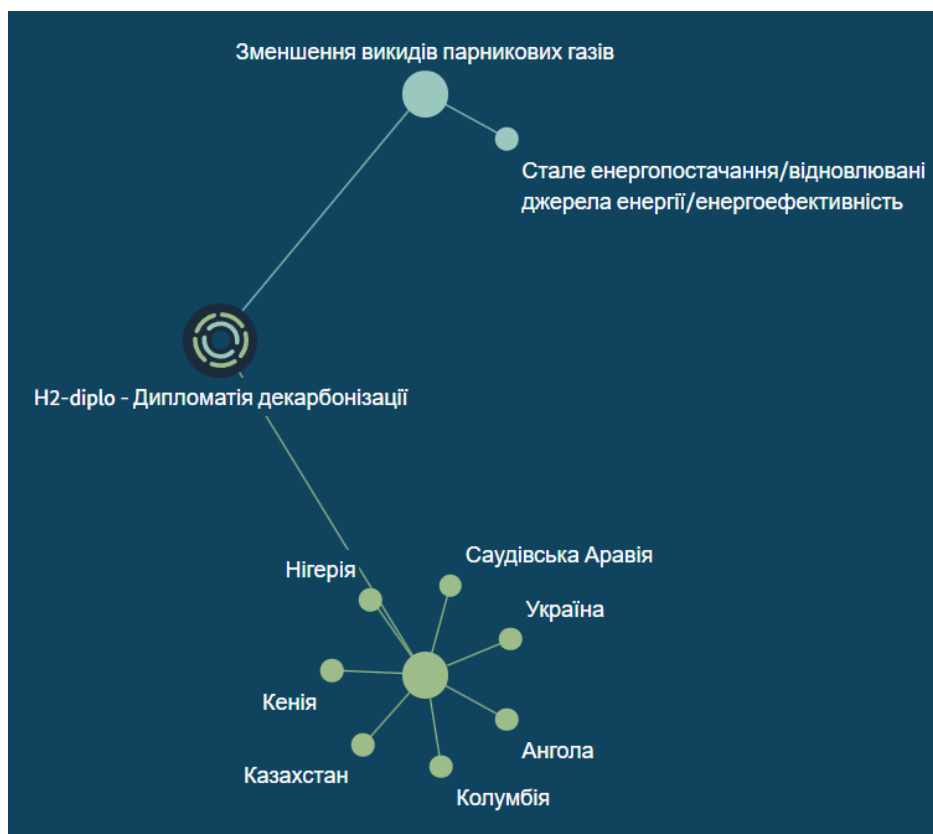 Зменшення викидів парникових газів
Стале енергопостачання/відновлювані
джерела енергії/енергоефективність
H2-diplo - Дипломатія декарбонізації
Саудівська Аравія
Нігерія
Україна
Кенія
Ангола
Казахстан
Колумбія